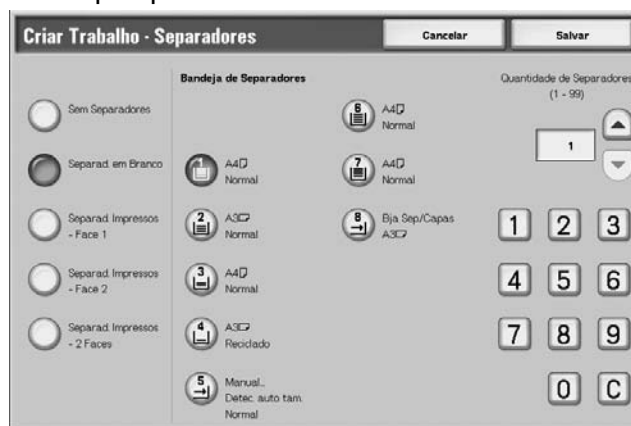 Criar Trabalho - Separadores
Cancelar
Salvar
Bandeja de Separadores
Quantidade de Separadores
(1 - 99)
Sem Separadores
Separad. em Branco
Separad. Impressos
- Face 1
Separad. Impressos
- Face 2
Separad. Impressos
- 2 Faces
1
A4
Normal
2
A3
Normal
3
A4
Normal
4
A3
Reciclado
5
Manual...
Detec. auto tam.
Normal
6
A4
Normal
7
A4
Normal
8
Bja Sep/Capas
A3
1
1 2 3
4 5 6
7 8 9
0 C